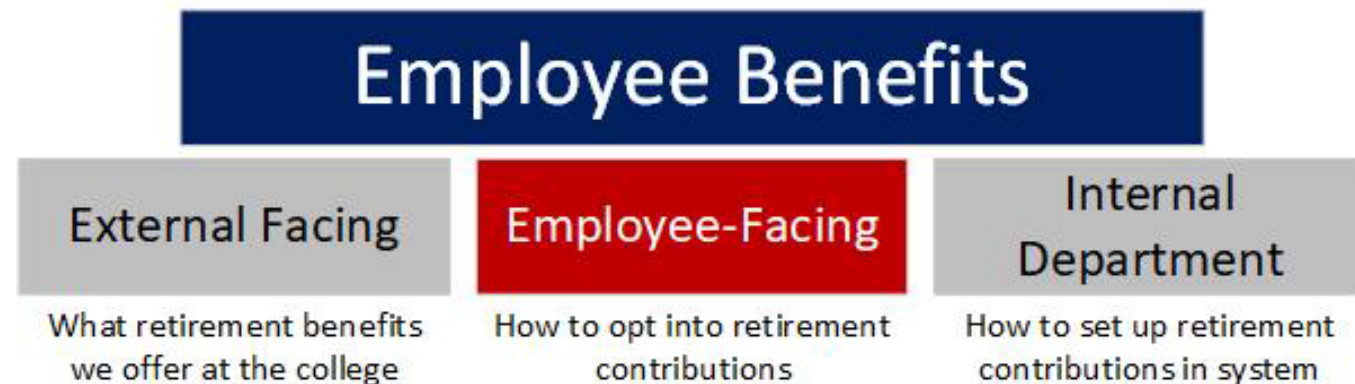 Employee Benefits
External Facing
Employee-Facing
Internal
Department
What retirement benefits
we offer at the college
How to opt into retirement
contributions
How to set up retirement
contributions in system